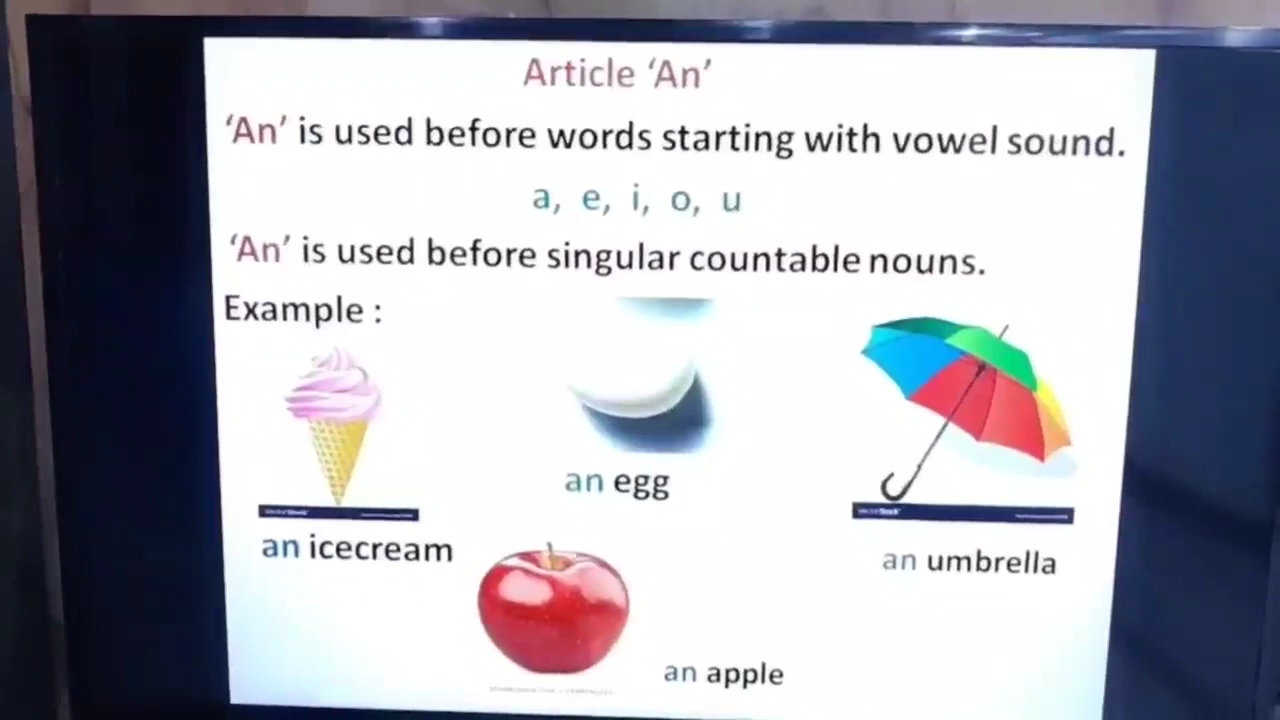 Article ‘An’
‘An’ is used before words starting with vowel sound.
a, e, i, o, u
‘An’ is used before singular countable nouns.
Example :
an egg
an icecream
an umbrella
an apple